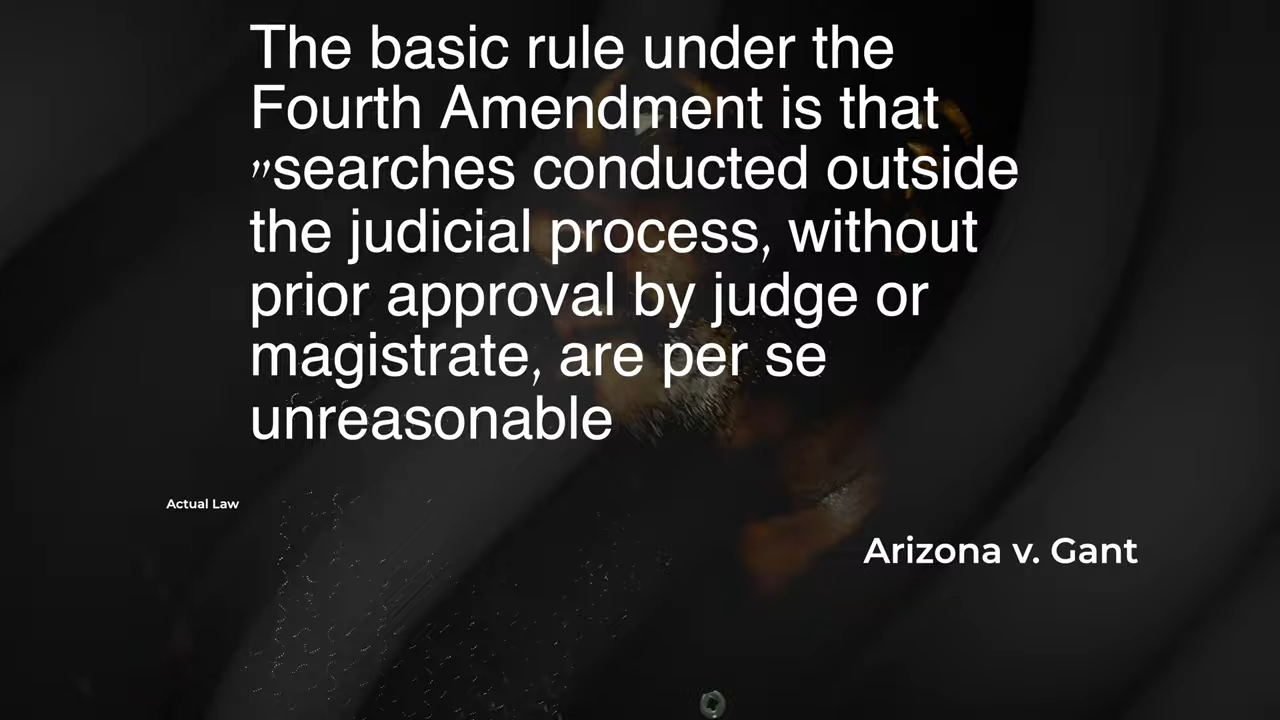 The basic rule under the
Fourth Amendment is that
”searches conducted outside
the judicial process, without
prior approval by judge or
magistrate, are per se
unreasonable
Actual Law
Arizona v. Gant